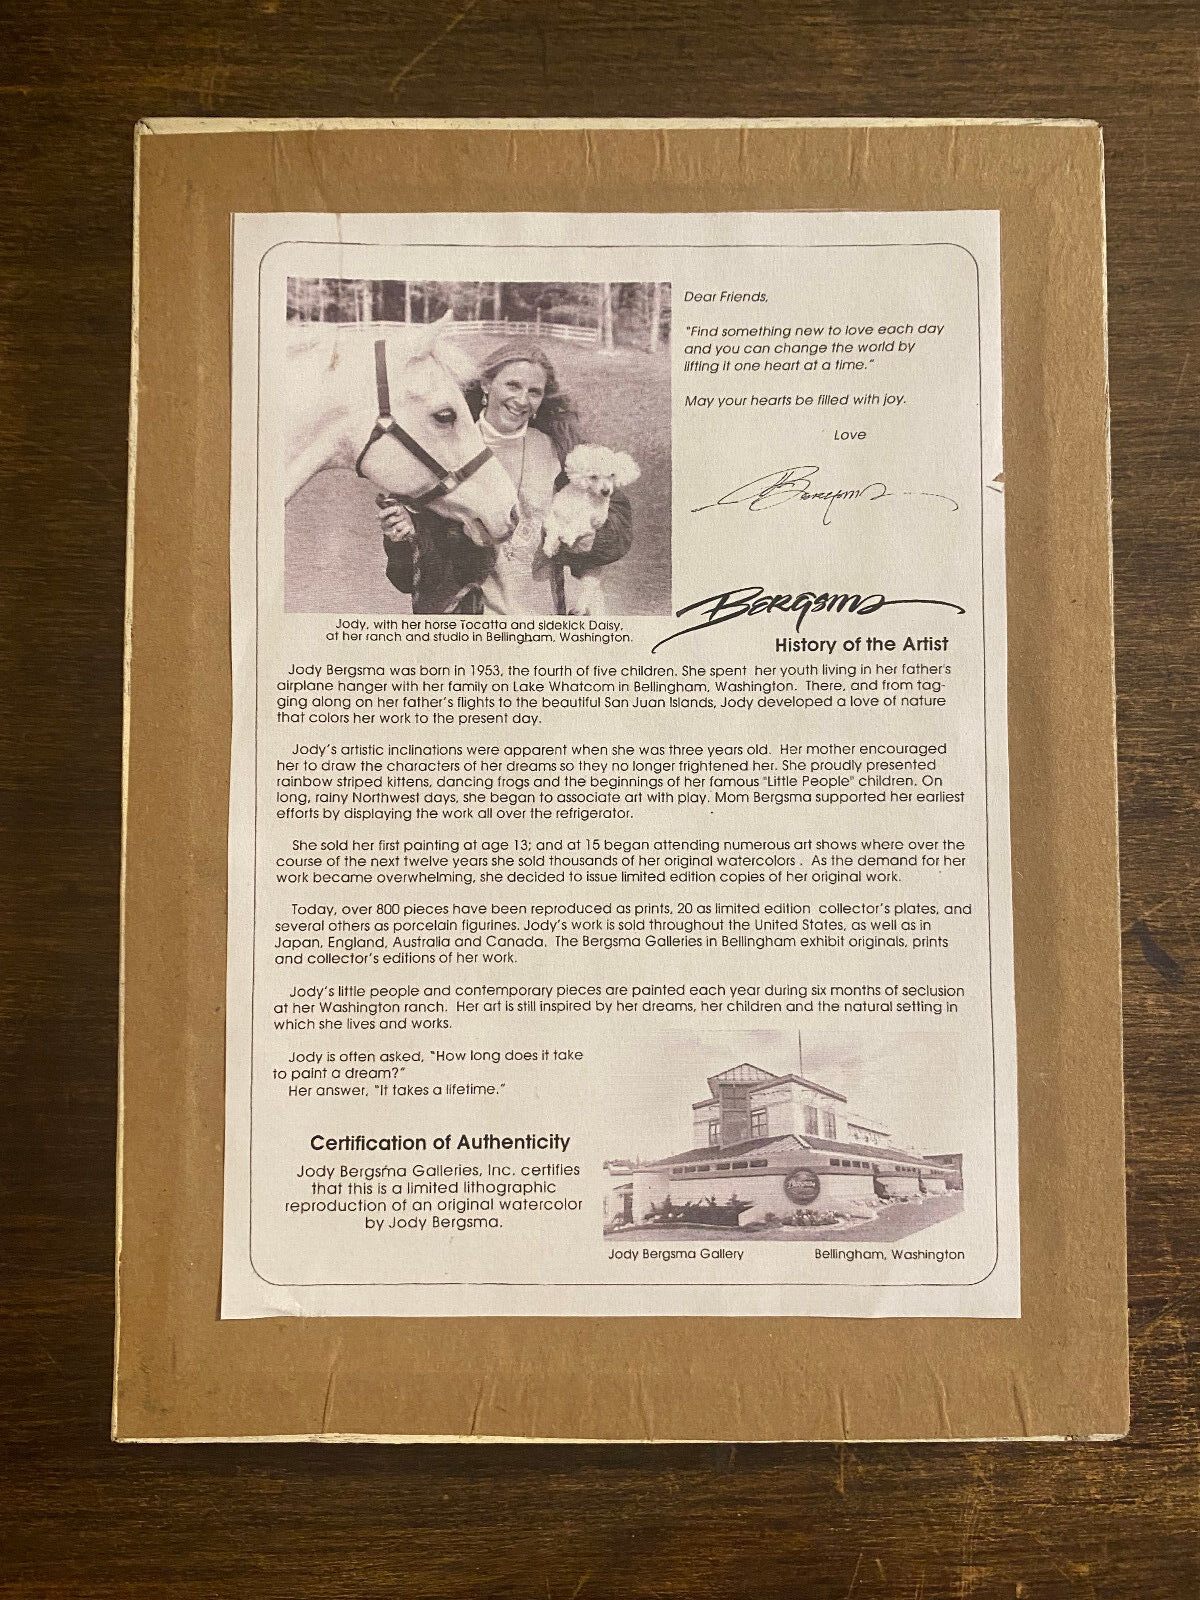 Dear Friends,
"Find something new to love each day
and you can change the world by
lifting it one heart at a time."
May your hearts be filled with joy.
Love
Bergsma
Jody, with her horse Tocatta and sidekick Daisy,
at her ranch and studio in Bellingham, Washington.
Bergsma
History of the Artist
Jody Bergsma was born in 1953, the fourth of five children. She spent her youth living in her father's
airplane hanger with her family on Lake Whatcom in Bellingham, Washington. There, and from tag-
ging along on her father's flights to the beautiful San Juan Islands, Jody developed a love of nature
that colors her work to the present day.
Jody's artistic inclinations were apparent when she was three years old. Her mother encouraged
her to draw the characters of her dreams so they no longer frightened her. She proudly presented
rainbow striped kittens, dancing frogs and the beginnings of her famous "Little People" children. On
long, rainy Northwest days, she began to associate art with play. Mom Bergsma supported her earliest
efforts by displaying the work all over the refrigerator.
She sold her first painting at age 13; and at 15 began attending numerous art shows where over the
course of the next twelve years she sold thousands of her original watercolors . As the demand for her
work became overwhelming, she decided to issue limited edition copies of her original work.
Today, over 800 pieces have been reproduced as prints, 20 as limited edition collector's plates, and
several others as porcelain figurines. Jody's work is sold throughout the United States, as well as in
Japan, England, Australia and Canada. The Bergsma Galleries in Bellingham exhibit originals, prints
and collector's editions of her work.
Jody's little people and contemporary pieces are painted each year during six months of seclusion
at her Washington ranch. Her art is still inspired by her dreams, her children and the natural setting in
which she lives and works.
Jody is often asked, "How long does it take
to paint a dream?"
Her answer, "It takes a lifetime."
Certification of Authenticity
Jody Bergsma Galleries, Inc. certifies
that this is a limited lithographic
reproduction of an original watercolor
by Jody Bergsma.
Bergsma
Jody Bergsma Gallery Bellingham, Washington